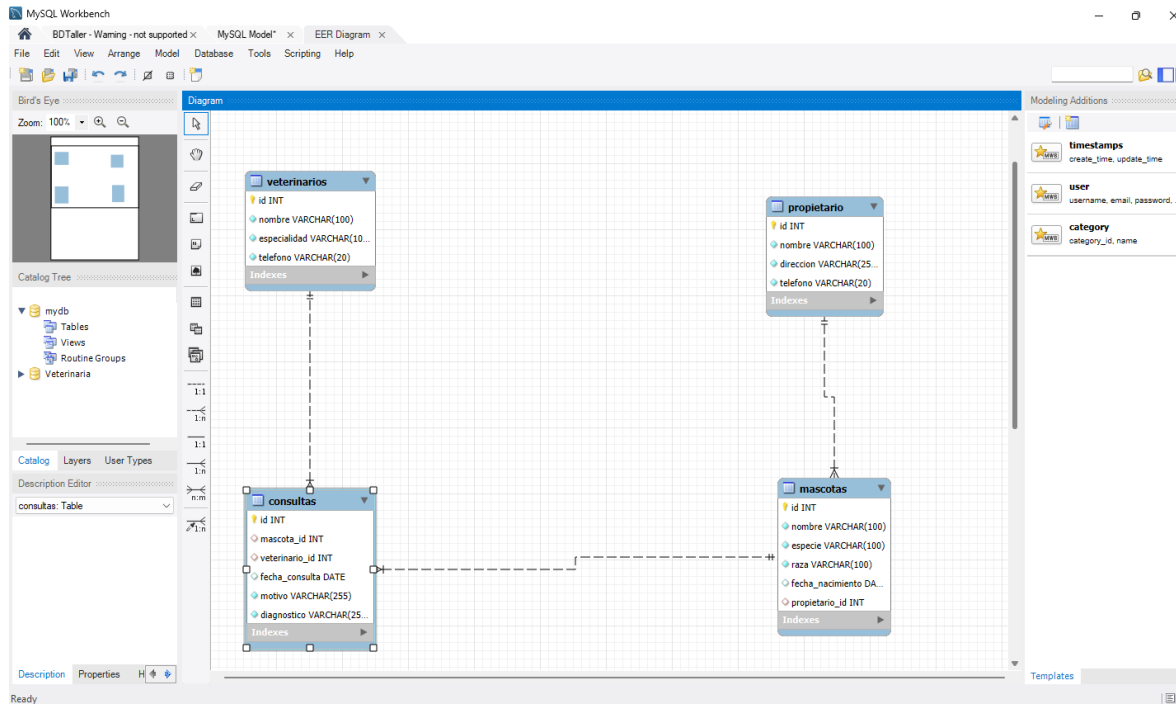 MySQL Workbench
BDTaller - Warning - not supported
MySQL Model*
EER Diagram
File Edit View Arrange Model Database Tools Scripting Help
Bird's Eye
Zoom: 100%
Catalog Tree
mydb
Tables
Views
Routine Groups
Veterinaria
Catalog Layers User Types
Description Editor
consultas: Table
Description Properties H
Ready
Diagram
1:1
1:n
1:1
1:n
n:m
1:n
veterinarios
id INT
nombre VARCHAR(100)
especialidad VARCHAR(10...
telefono VARCHAR(20)
Indexes
propietario
id INT
nombre VARCHAR(100)
direccion VARCHAR(25...
telefono VARCHAR(20)
Indexes
consultas
id INT
mascota_id INT
veterinario_id INT
fecha_consulta DATE
motivo VARCHAR(255)
diagnostico VARCHAR(25...
Indexes
mascotas
id INT
nombre VARCHAR(100)
especie VARCHAR(100)
raza VARCHAR(100)
fecha_nacimiento DA...
propietario_id INT
Indexes
Modeling Additions
MWB
timestamps
create_time, update_time
MWB
user
username, email, password,
MWB
category
category_id, name
Templates